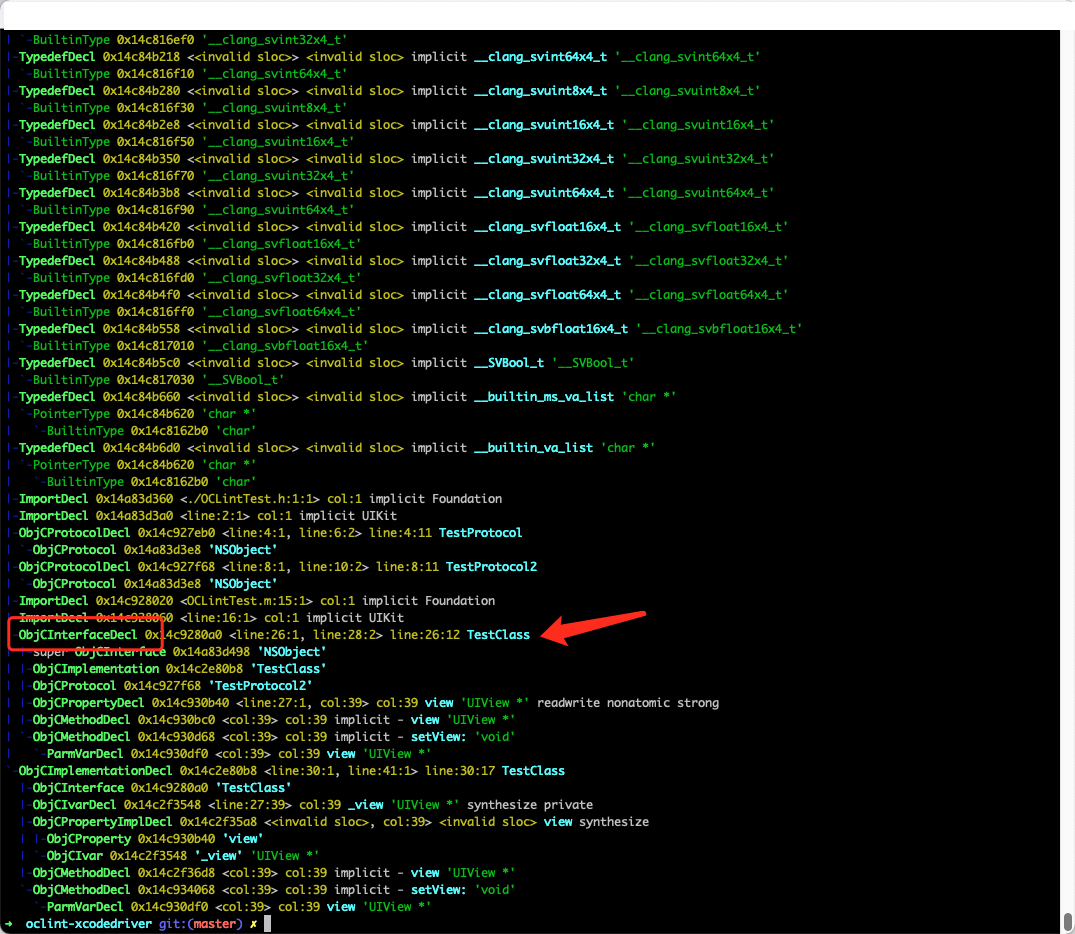 | `-BuiltinType 0x14c816ef0 '__clang_svint32x4_t'
|-TypedefDecl 0x14c84b218 <<invalid sloc>> <invalid sloc> implicit __clang_svint64x4_t '__clang_svint64x4_t'
| `-BuiltinType 0x14c816f10 '__clang_svint64x4_t'
|-TypedefDecl 0x14c84b280 <<invalid sloc>> <invalid sloc> implicit __clang_svuint8x4_t '__clang_svuint8x4_t'
| `-BuiltinType 0x14c816f30 '__clang_svuint8x4_t'
|-TypedefDecl 0x14c84b2e8 <<invalid sloc>> <invalid sloc> implicit __clang_svuint16x4_t '__clang_svuint16x4_t'
| `-BuiltinType 0x14c816f50 '__clang_svuint16x4_t'
|-TypedefDecl 0x14c84b350 <<invalid sloc>> <invalid sloc> implicit __clang_svuint32x4_t '__clang_svuint32x4_t'
| `-BuiltinType 0x14c816f70 '__clang_svuint32x4_t'
|-TypedefDecl 0x14c84b3b8 <<invalid sloc>> <invalid sloc> implicit __clang_svuint64x4_t '__clang_svuint64x4_t'
| `-BuiltinType 0x14c816f90 '__clang_svuint64x4_t'
|-TypedefDecl 0x14c84b420 <<invalid sloc>> <invalid sloc> implicit __clang_svfloat16x4_t '__clang_svfloat16x4_t'
| `-BuiltinType 0x14c816fb0 '__clang_svfloat16x4_t'
|-TypedefDecl 0x14c84b488 <<invalid sloc>> <invalid sloc> implicit __clang_svfloat32x4_t '__clang_svfloat32x4_t'
| `-BuiltinType 0x14c816fd0 '__clang_svfloat32x4_t'
|-TypedefDecl 0x14c84b4f0 <<invalid sloc>> <invalid sloc> implicit __clang_svfloat64x4_t '__clang_svfloat64x4_t'
| `-BuiltinType 0x14c816ff0 '__clang_svfloat64x4_t'
|-TypedefDecl 0x14c84b558 <<invalid sloc>> <invalid sloc> implicit __clang_svbfloat16x4_t '__clang_svbfloat16x4_t'
| `-BuiltinType 0x14c817010 '__clang_svbfloat16x4_t'
|-TypedefDecl 0x14c84b5c0 <<invalid sloc>> <invalid sloc> implicit __SVBool_t '__SVBool_t'
| `-BuiltinType 0x14c817030 '__SVBool_t'
|-TypedefDecl 0x14c84b660 <<invalid sloc>> <invalid sloc> implicit __builtin_ms_va_list 'char *'
| `-PointerType 0x14c84b620 'char *'
|   `-BuiltinType 0x14c8162b0 'char'
|-TypedefDecl 0x14c84b6d0 <<invalid sloc>> <invalid sloc> implicit __builtin_va_list 'char *'
| `-PointerType 0x14c84b620 'char *'
|   `-BuiltinType 0x14c8162b0 'char'
|-ImportDecl 0x14a83d360 <./OCLintTest.h:1:1> col:1 implicit Foundation
|-ImportDecl 0x14a83d3a0 <line:2:1> col:1 implicit UIKit
|-ObjCProtocolDecl 0x14c927eb0 <line:4:1, line:6:2> line:4:11 TestProtocol
| `-ObjCProtocol 0x14a83d3e8 'NSObject'
|-ObjCProtocolDecl 0x14c927f68 <line:8:1, line:10:2> line:8:11 TestProtocol2
| `-ObjCProtocol 0x14a83d3e8 'NSObject'
|-ImportDecl 0x14c928020 <OCLintTest.m:15:1> col:1 implicit Foundation
|-ImportDecl 0x14c928060 <line:16:1> col:1 implicit UIKit
|-ObjCInterfaceDecl 0x14c9280a0 <line:26:1, line:28:2> line:26:12 TestClass
| |-super ObjCInterface 0x14a83d498 'NSObject'
| |-ObjCImplementation 0x14c2e80b8 'TestClass'
| |-ObjCProtocol 0x14c927f68 'TestProtocol2'
| |-ObjCPropertyDecl 0x14c930b40 <line:27:1, col:39> col:39 view 'UIView *' readwrite nonatomic strong
| |-ObjCMethodDecl 0x14c930bc0 <col:39> col:39 implicit - view 'UIView *'
| `-ObjCMethodDecl 0x14c930d68 <col:39> col:39 implicit - setView: 'void'
|   `-ParmVarDecl 0x14c930df0 <col:39> col:39 view 'UIView *'
`-ObjCImplementationDecl 0x14c2e80b8 <line:30:1, line:41:1> line:30:17 TestClass
  |-ObjCInterface 0x14c9280a0 'TestClass'
  |-ObjCIvarDecl 0x14c2f3548 <line:27:39> col:39 _view 'UIView *' synthesize private
  |-ObjCPropertyImplDecl 0x14c2f35a8 <<invalid sloc>, col:39> <invalid sloc> view synthesize
  | |-ObjCProperty 0x14c930b40 'view'
  | `-ObjCIvar 0x14c2f3548 '_view' 'UIView *'
  |-ObjCMethodDecl 0x14c2f36d8 <col:39> col:39 implicit - view 'UIView *'
  `-ObjCMethodDecl 0x14c934068 <col:39> col:39 implicit - setView: 'void'
    `-ParmVarDecl 0x14c930df0 <col:39> col:39 view 'UIView *'
➜ oclint-xcodedriver git:(master) ✗